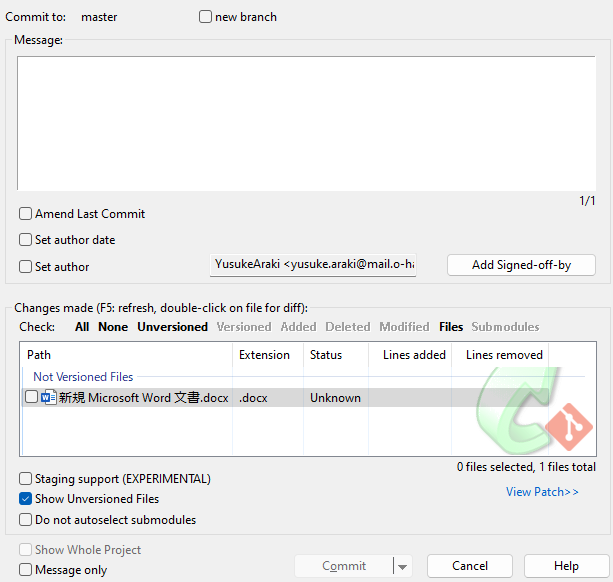 Commit to: master new branch
Message:
1/1
Amend Last Commit
Set author date
Set author YusukeAraki <yusuke.araki@mail.o-ha Add Signed-off-by
Changes made (F5: refresh, double-click on file for diff):
Check: All None Unversioned Versioned Added Deleted Modified Files Submodules
Path Extension Status Lines added Lines removed
Not Versioned Files
新規 Microsoft Word 文書.docx .docx Unknown
0 files selected, 1 files total
Staging support (EXPERIMENTAL)
Show Unversioned Files View Patch>>
Do not autoselect submodules
Show Whole Project
Message only Commit Cancel Help